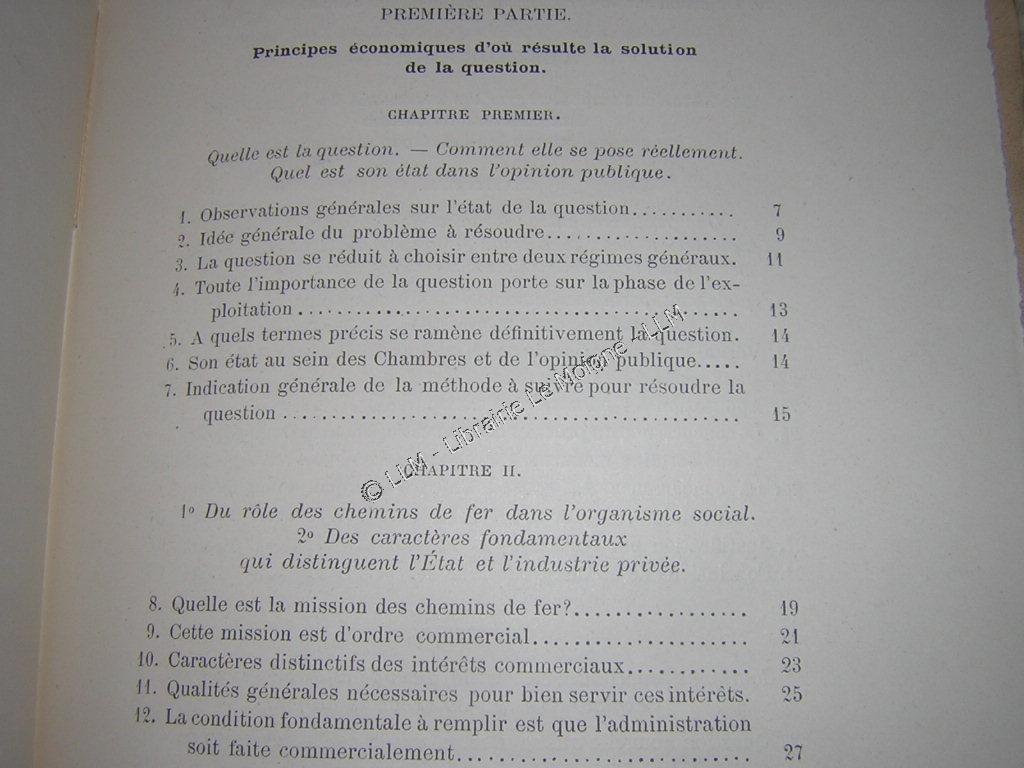 PREMIÈRE PARTIE.
Principes économiques d'où résulte la solution
de la question.
CHAPITRE PREMIER.
Quelle est la question. — Comment elle se pose réellement.
Quel est son état dans l'opinion publique.
1. Observations générales sur l'état de la question........... 7
2. Idée générale du problème à résoudre.................... 9
3. La question se réduit à choisir entre deux régimes généraux. 11
4. Toute l'importance de la question porte sur la phase de l'ex-
ploitation ............................................. 13
5. A quels termes précis se ramène définitivement la question. 14
6. Son état au sein des Chambres et de l'opinion publique..... 14
7. Indication générale de la méthode à suivre pour résoudre la
question ............................................... 15
CHAPITRE II.
1º Du rôle des chemins de fer dans l'organisme social.
2º Des caractères fondamentaux
qui distinguent l'État et l'industrie privée.
8. Quelle est la mission des chemins de fer?................. 19
9. Cette mission est d'ordre commercial..................... 21
10. Caractères distinctifs des intérêts commerciaux............ 23
11. Qualités générales nécessaires pour bien servir ces intérêts. 25
12. La condition fondamentale à remplir est que l'administration
soit faite commercialement............................ 27
© LLM - Librairie Le Moigne - LLM